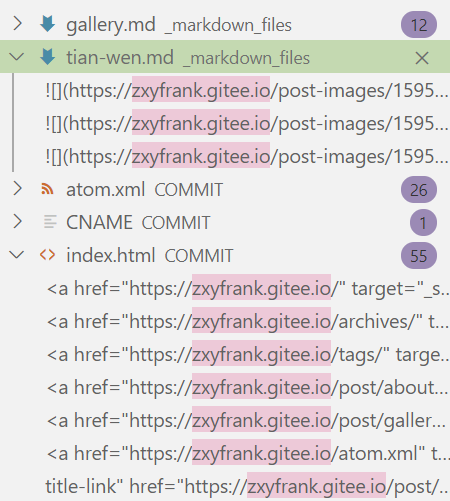 gallery.md _markdown_files 12
tian-wen.md _markdown_files
![](https://zxyfrank.gitee.io/post-images/1595...
![](https://zxyfrank.gitee.io/post-images/1595...
![](https://zxyfrank.gitee.io/post-images/1595...
atom.xml COMMIT 26
CNAME COMMIT 1
index.html COMMIT 55
<a href="https://zxyfrank.gitee.io/" target="_s...
<a href="https://zxyfrank.gitee.io/archives/" t...
<a href="https://zxyfrank.gitee.io/tags/" targe...
<a href="https://zxyfrank.gitee.io/post/about...
<a href="https://zxyfrank.gitee.io/post/galler...
<a href="https://zxyfrank.gitee.io/atom.xml" t...
title-link" href="https://zxyfrank.gitee.io/post/...